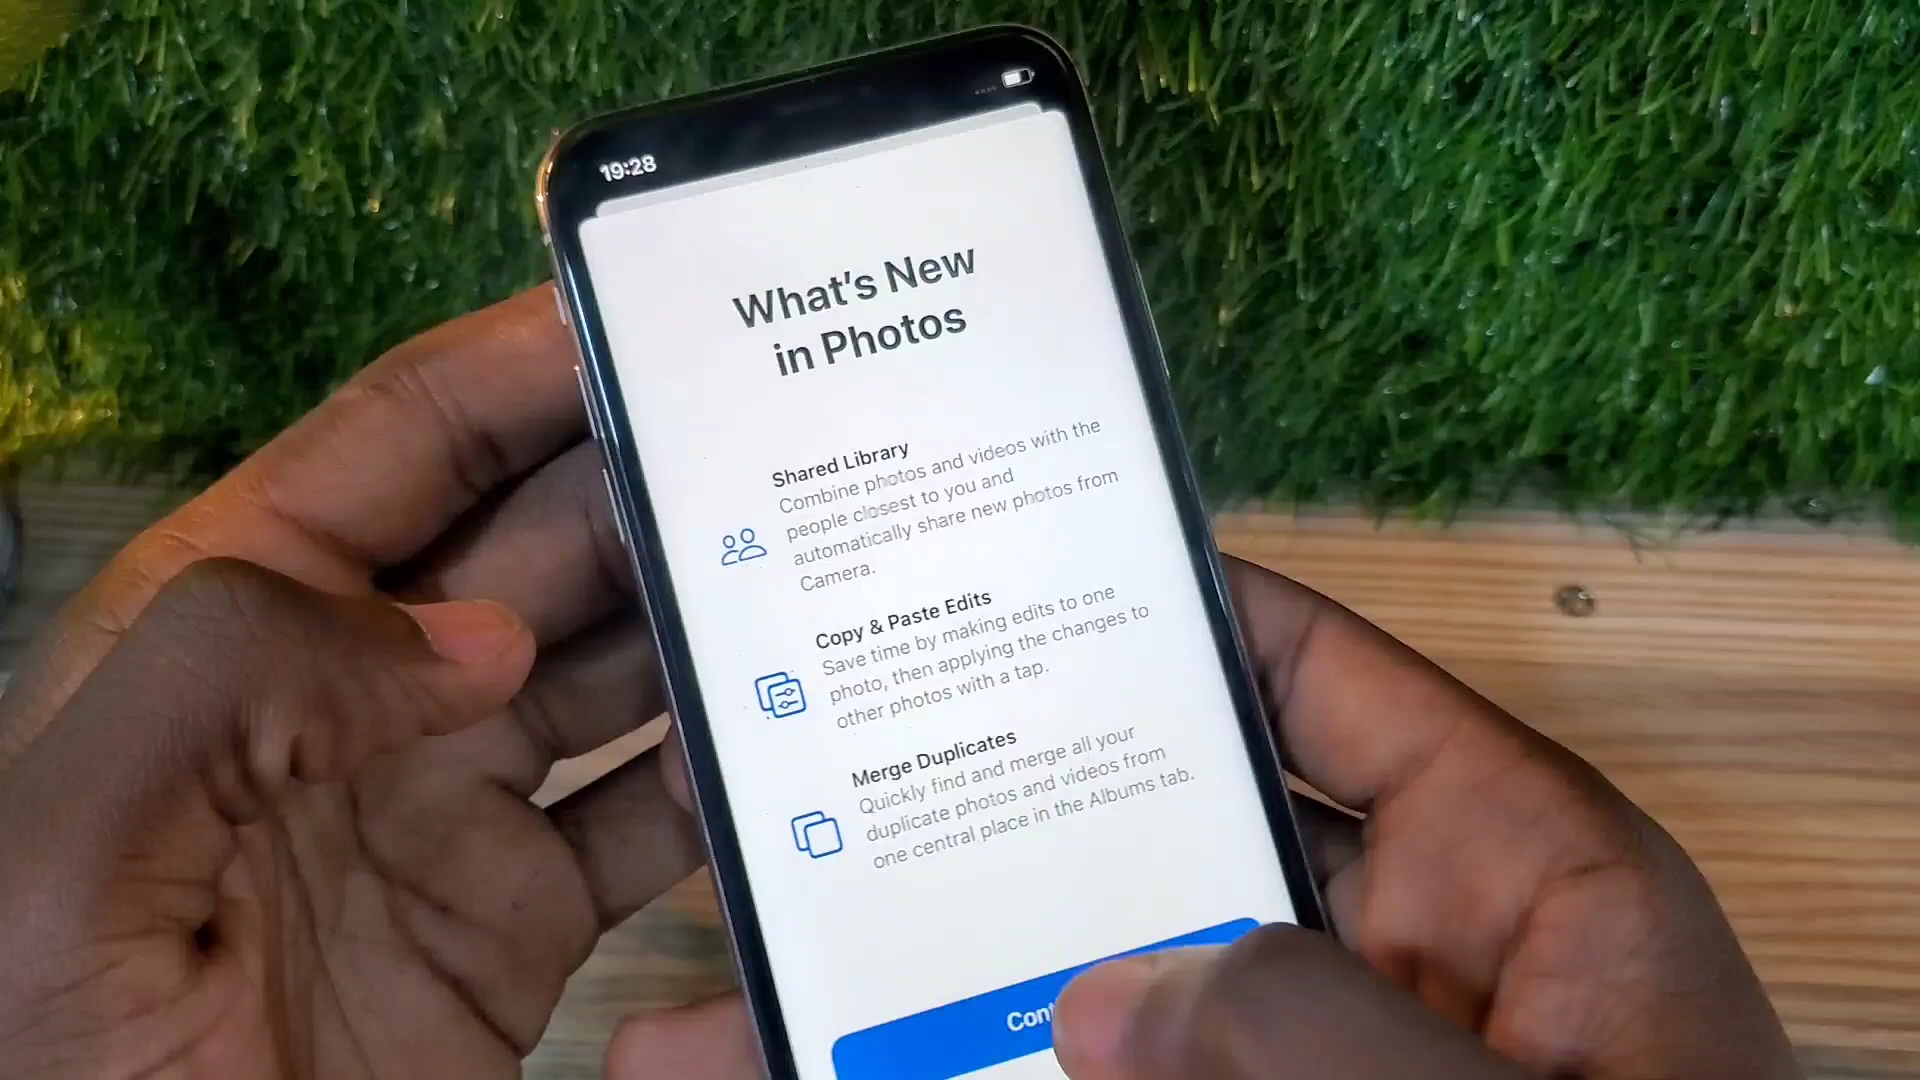 19:28
What's New
in Photos
Shared Library
Combine photos and videos with the
people closest to you and
automatically share new photos from
Camera.
Copy & Paste Edits
Save time by making edits to one
photo, then applying the changes to
other photos with a tap.
Merge Duplicates
Quickly find and merge all your
duplicate photos and videos from
one central place in the Albums tab.